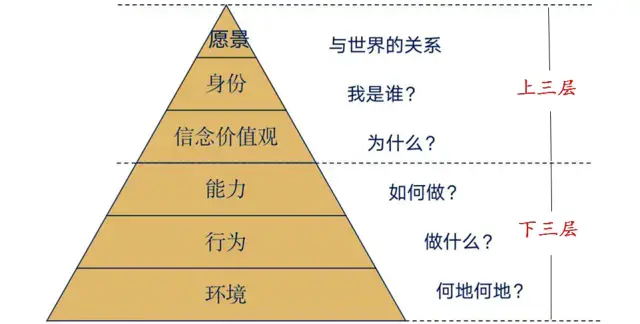 愿景
与世界的关系
身份
我是谁?
上三层
信念价值观
为什么?
能力
如何做?
行为
做什么?
下三层
环境
何地何地?